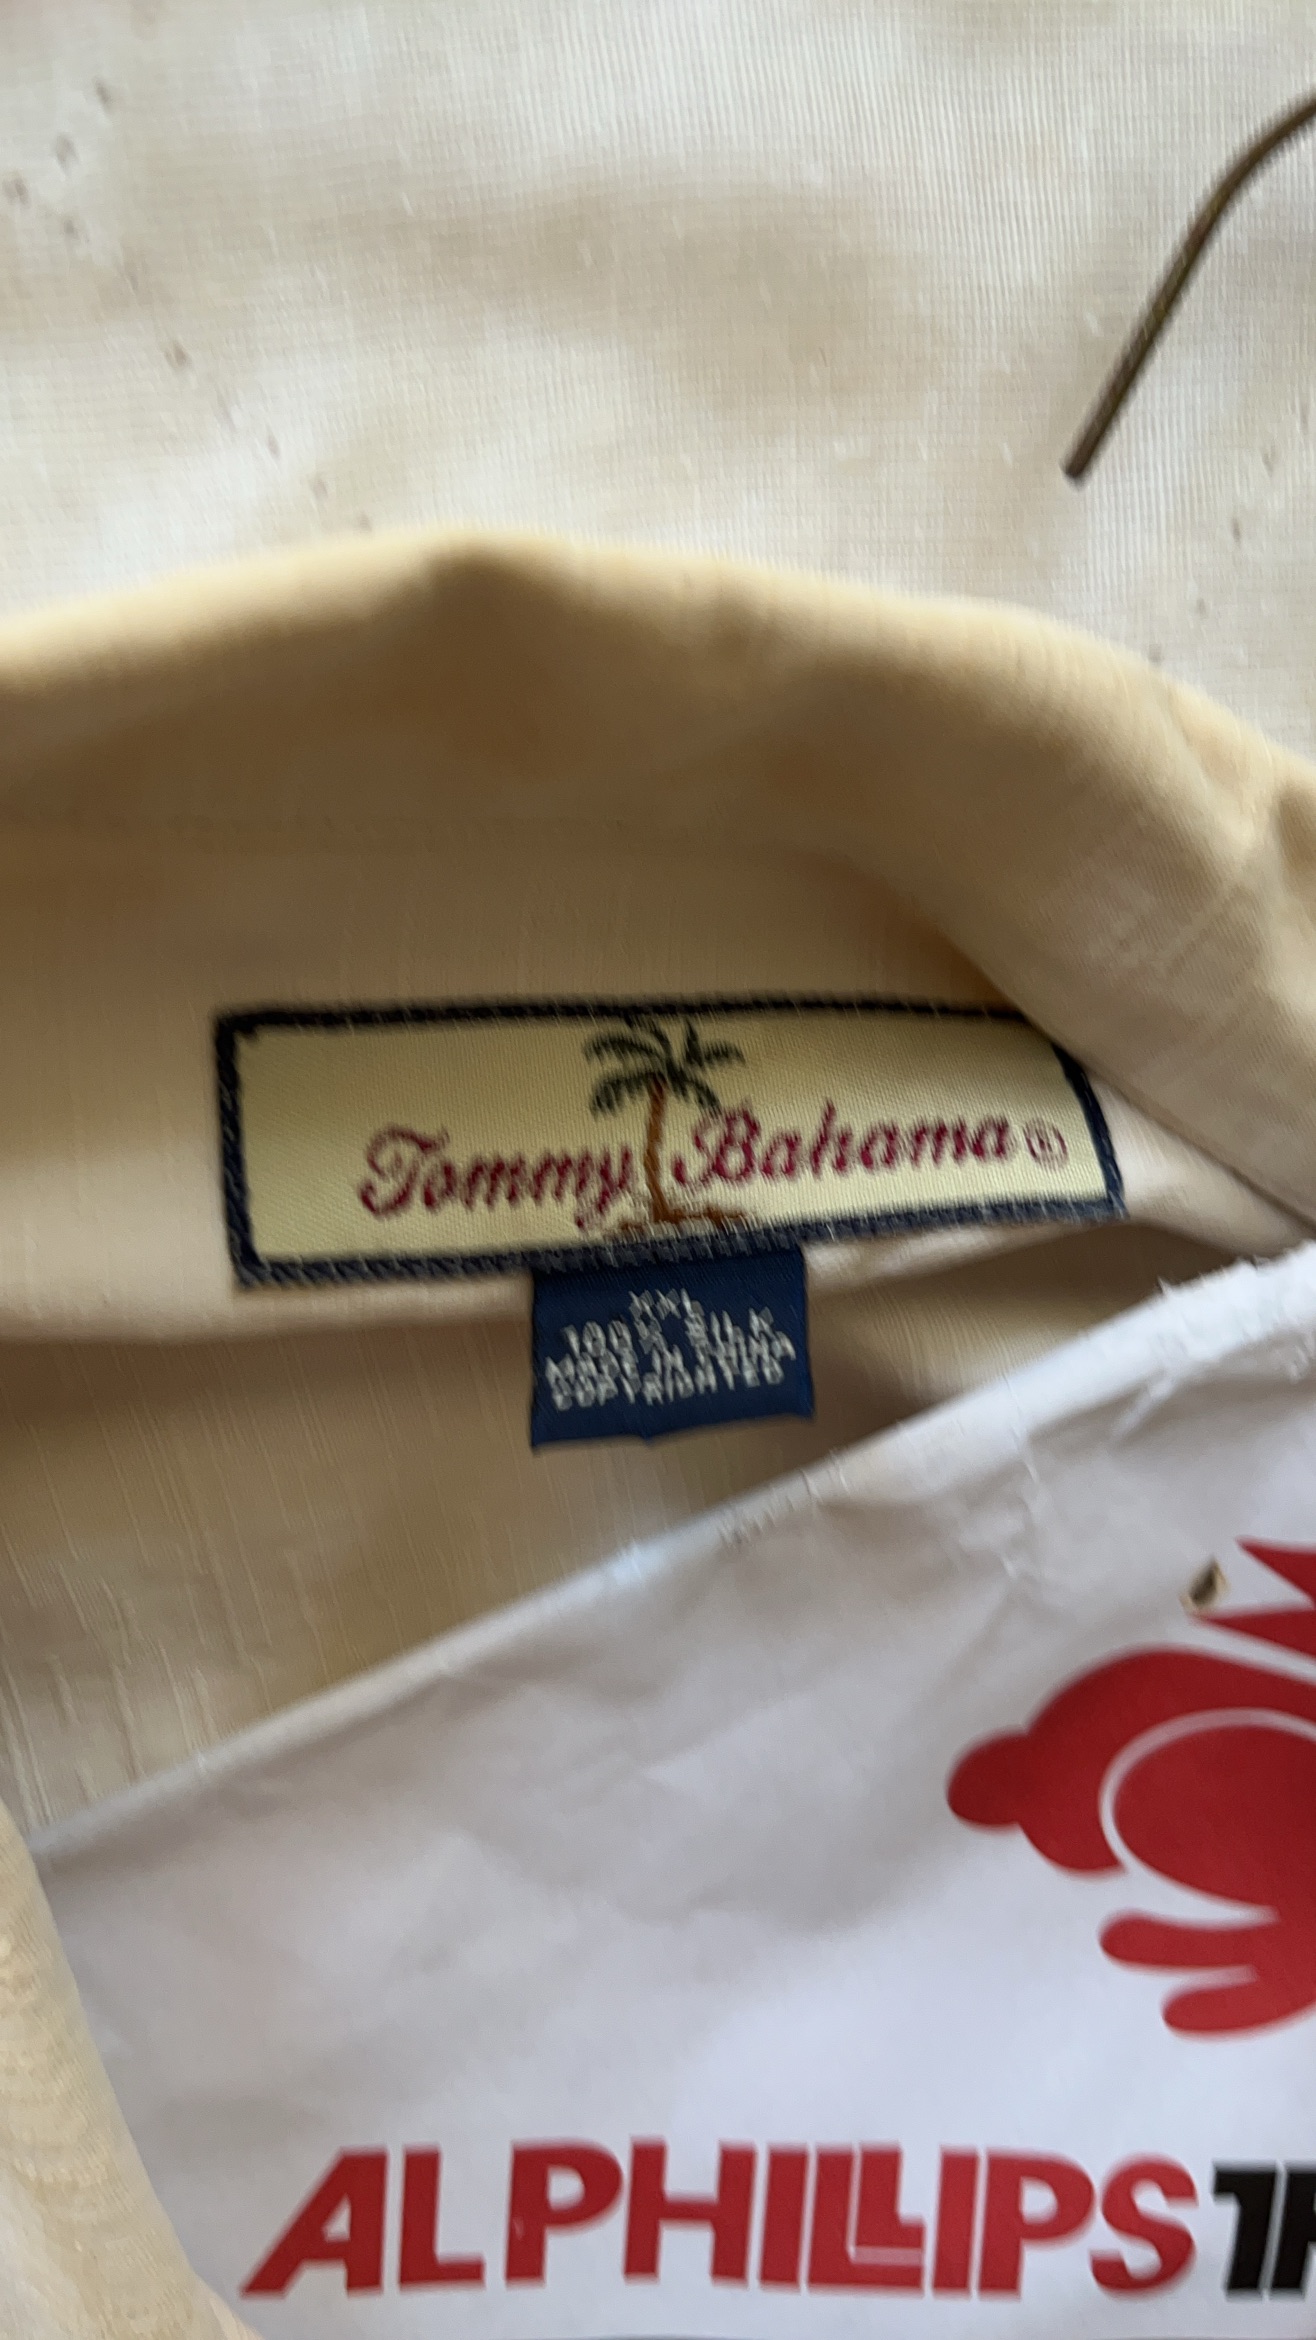 Tommy Bahama®
XXL
100% SILK
MADE IN CHINA
COPYRIGHTED
AL PHILLIPS